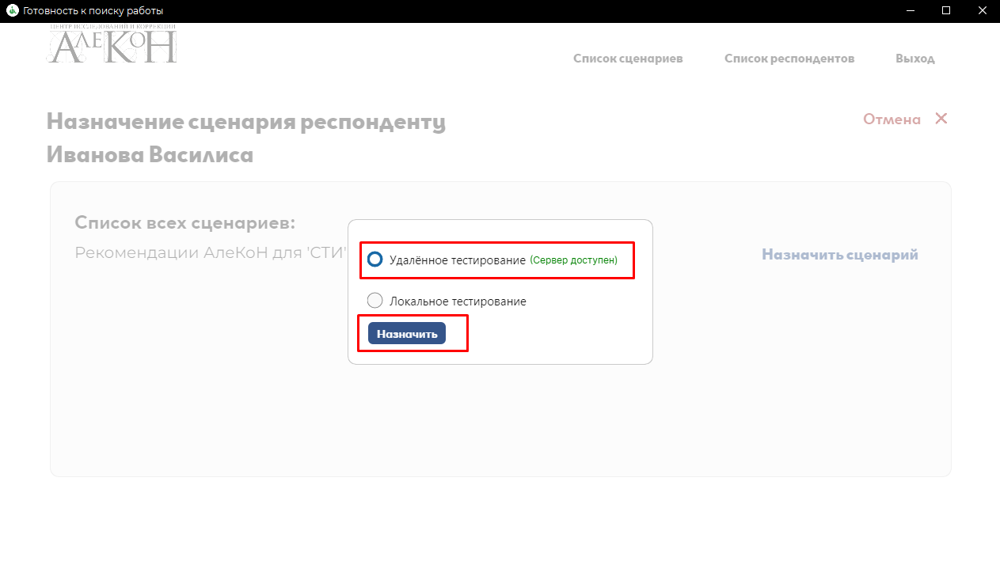 Готовность к поиску работы
ЦЕНТР ИССЛЕДОВАНИЙ И КОРРЕКЦИИ
АлеКоН
Список сценариев
Список респондентов
Выход
Назначение сценария респонденту
Иванова Василиса
Отмена
Список всех сценариев:
Рекомендации АлеКоН для 'СТИ'
Назначить сценарий
Удалённое тестирование (Сервер доступен)
Локальное тестирование
Назначить